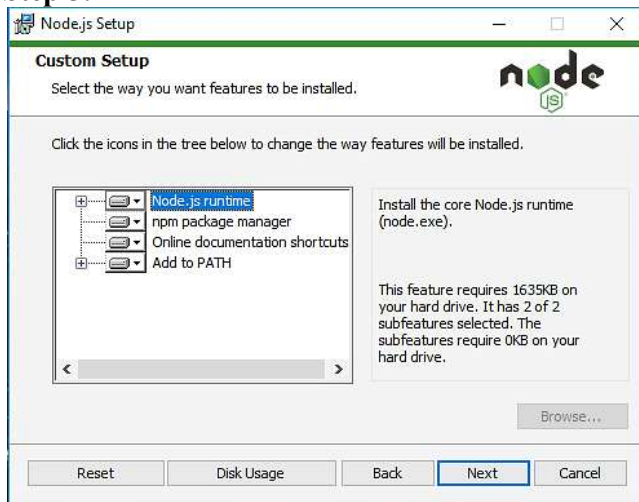 Node.js Setup
Custom Setup
Select the way you want features to be installed.
node
JS
Click the icons in the tree below to change the way features will be installed.
Node.js runtime
npm package manager
Online documentation shortcuts
Add to PATH
Install the core Node.js runtime
(node.exe).
This feature requires 1635KB on
your hard drive. It has 2 of 2
subfeatures selected. The
subfeatures require 0KB on your
hard drive.
Browse...
Reset Disk Usage Back Next Cancel